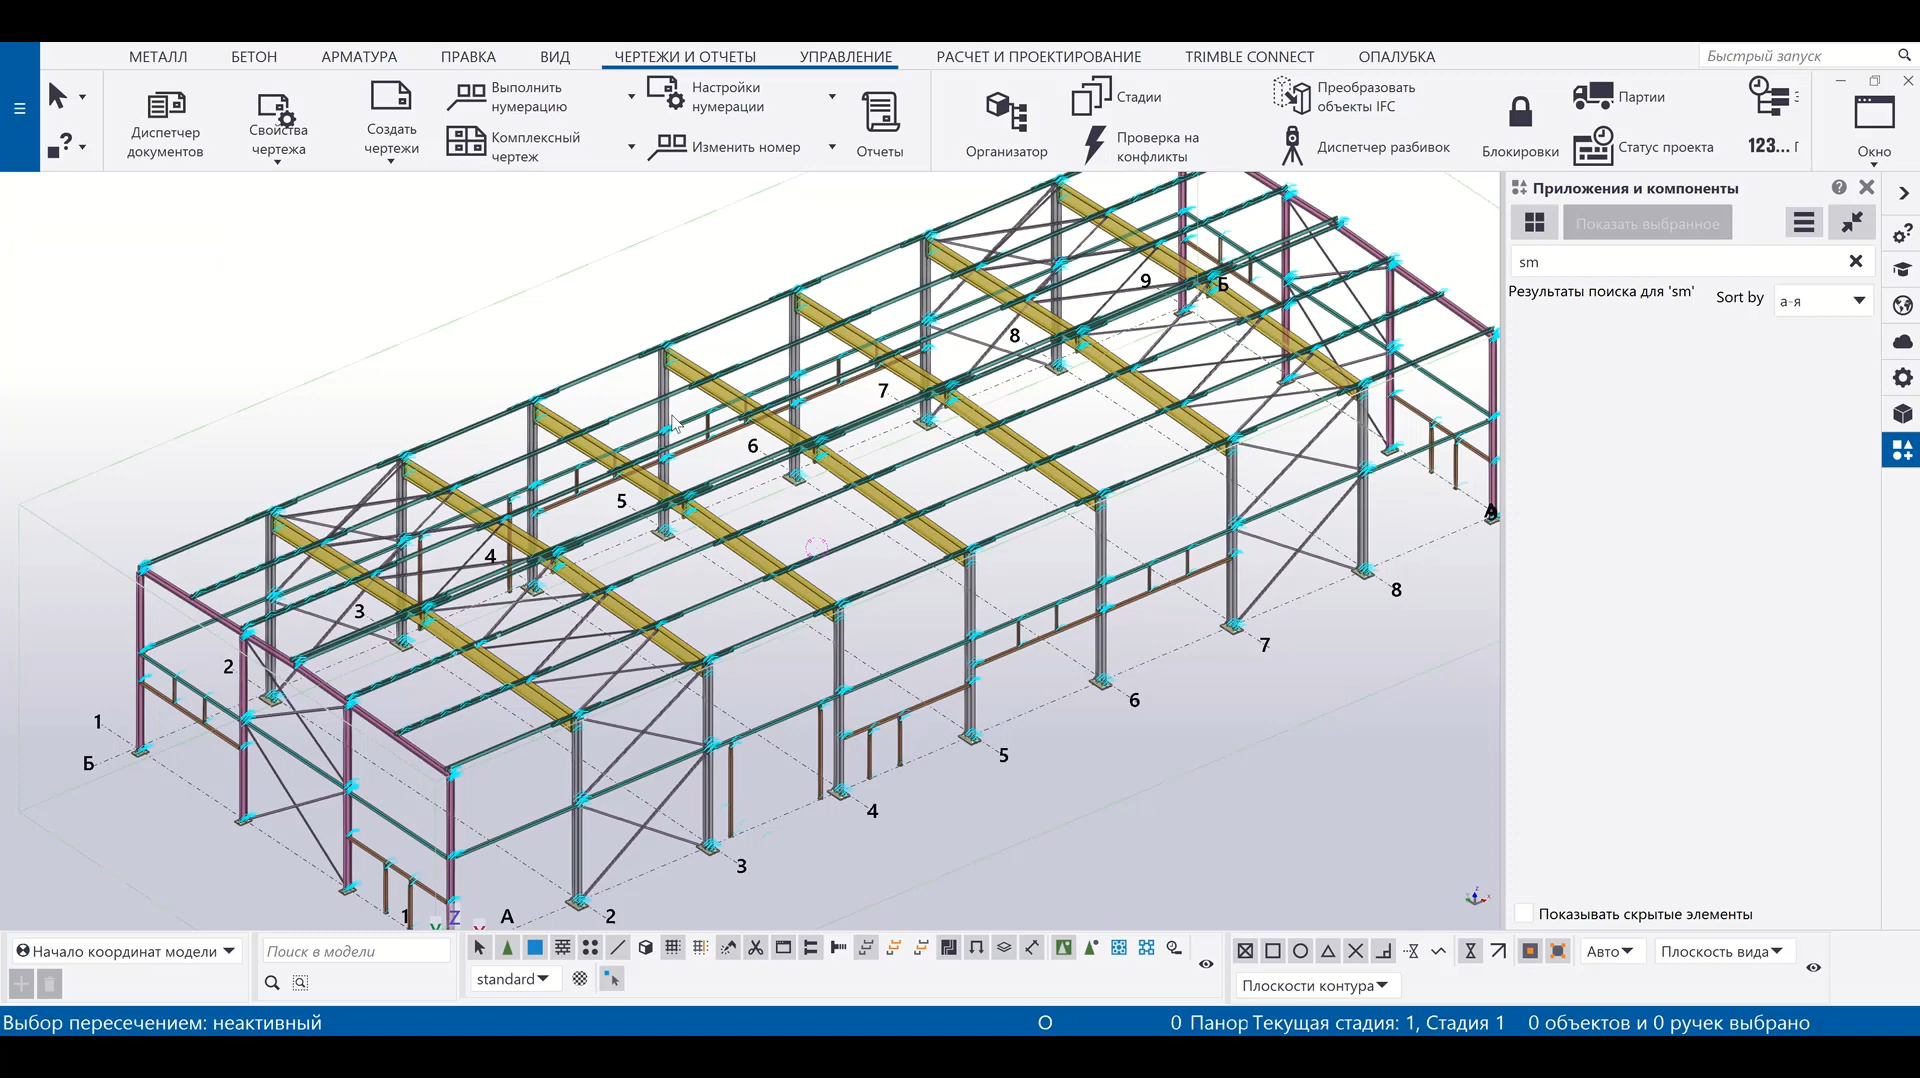 МЕТАЛЛ БЕТОН АРМАТУРА ПРАВКА ВИД ЧЕРТЕЖИ И ОТЧЕТЫ УПРАВЛЕНИЕ РАСЧЕТ И ПРОЕКТИРОВАНИЕ TRIMBLE CONNECT ОПАЛУБКА Быстрый запуск
Диспетчер документов
Свойства чертежа
Создать чертежи
Выполнить нумерацию
Комплексный чертеж
Настройки нумерации
Изменить номер
Отчеты
Организатор
Стадии
Проверка на конфликты
Преобразовать объекты IFC
Диспетчер разбивок
Блокировки
Партии
Статус проекта
123...
Окно
Приложения и компоненты
Показать выбранное
sm
Результаты поиска для 'sm' Sort by а-я
9 Б
8
7
6
5
4
3
2
1
Б
А
8
7
6
5
4
3
2
1 Z А
Показывать скрытые элементы
Начало координат модели Поиск в модели
standard
Авто Плоскость вида
Плоскости контура
Выбор пересечением: неактивный O 0 Панор Текущая стадия: 1, Стадия 1 0 объектов и 0 ручек выбрано